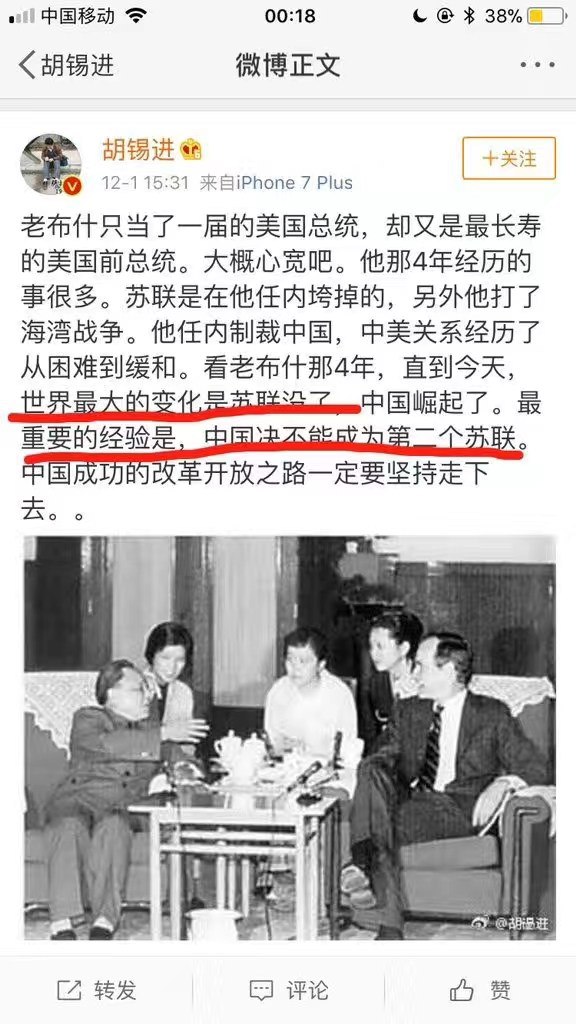 中国移动 00:18 38%
胡锡进 微博正文
胡锡进 +关注
12-1 15:31 来自iPhone 7 Plus
老布什只当了一届的美国总统，却又是最长寿
的美国前总统。大概心宽吧。他那4年经历的
事很多。苏联是在他任内垮掉的，另外他打了
海湾战争。他任内制裁中国，中美关系经历了
从困难到缓和。看老布什那4年，直到今天，
世界最大的变化是苏联没了，中国崛起了。最
重要的经验是，中国决不能成为第二个苏联。
中国成功的改革开放之路一定要坚持走下
去。。
@胡锡进
转发 评论 赞